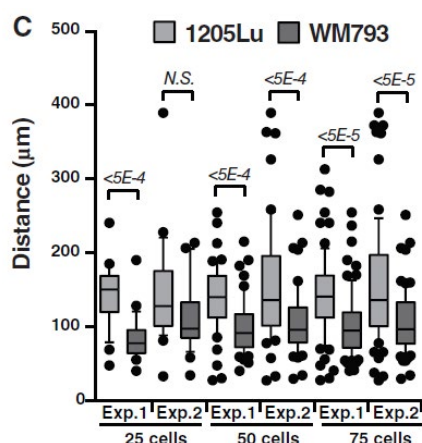 C
500 1205Lu WM793
N.S. <5E-4 <5E-5
400
<5E-5
300
<5E-4 <5E-4
200
100
0
Distance (µm)
Exp.1 Exp.2 Exp.1 Exp.2 Exp.1 Exp.2
25 cells 50 cells 75 cells